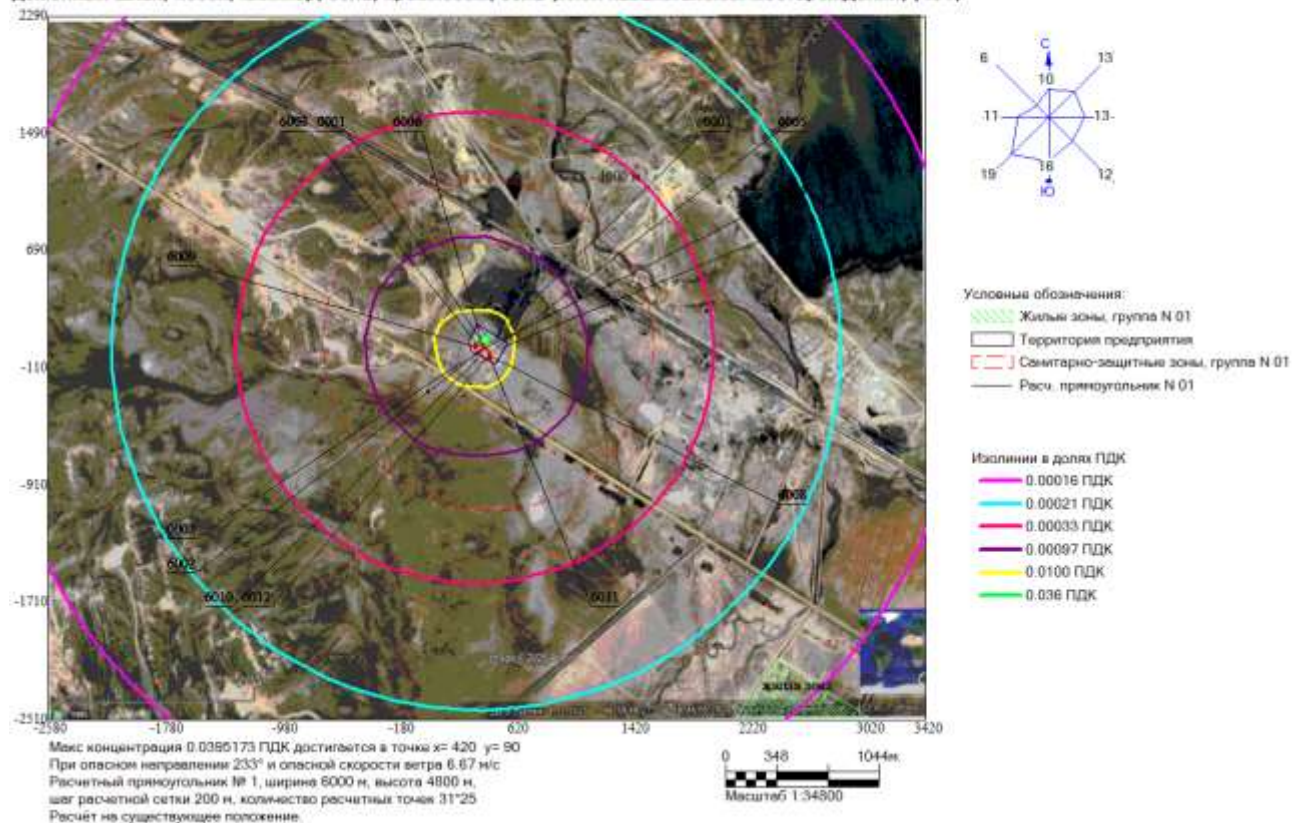 2290
1490
690
-110
-910
-1710
-2510
-2580
-1780
-980
-180
620
1420
2220
3020
3420
0001
6006
6009
6008
6003
6002
6010 6012
6011
жилая зона
С
6
10
13
11
13
19
16
12
Ю
Условные обозначения:
Жилые зоны, группа N 01
Территория предприятия
Санитарно-защитные зоны, группа N 01
Расч. прямоугольник N 01
Изолинии в долях ПДК
0.00016 ПДК
0.00021 ПДК
0.00033 ПДК
0.00097 ПДК
0.0100 ПДК
0.036 ПДК
Макс концентрация 0.0395173 ПДК достигается в точке x= 420 y= 90
При опасном направлении 233° и опасной скорости ветра 6.67 м/с
Расчетный прямоугольник № 1, ширина 6000 м, высота 4800 м,
шаг расчетной сетки 200 м, количество расчетных точек 31*25
Расчёт на существующее положение.
0 348 1044м.
Масштаб 1:34800